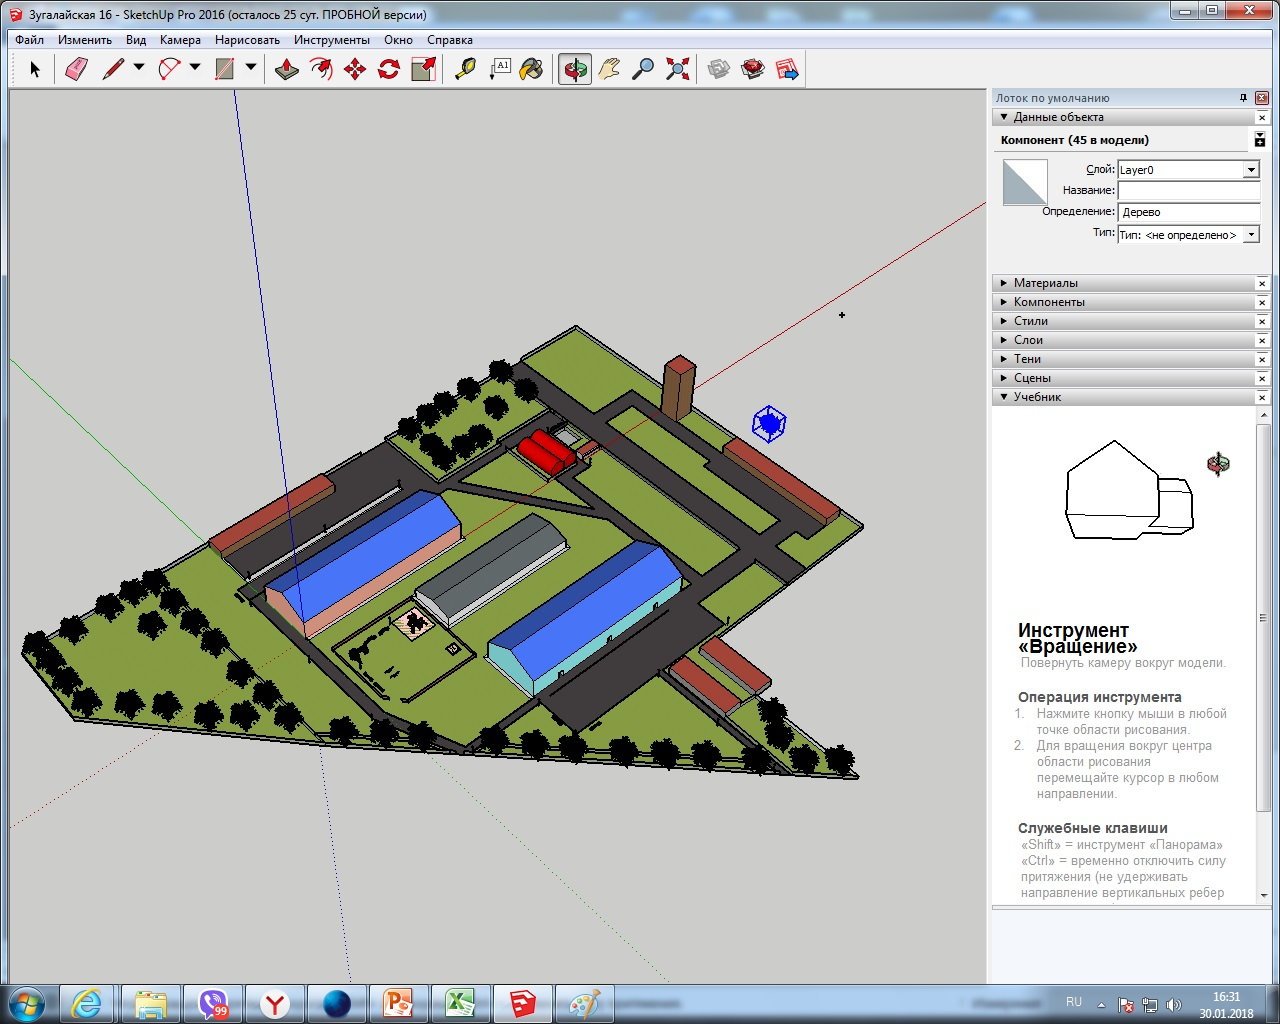 Зугалайская 16 - SketchUp Pro 2016 (осталось 25 сут. ПРОБНОЙ версии)
Файл Изменить Вид Камера Нарисовать Инструменты Окно Справка
A1
Лоток по умолчанию
Данные объекта
Компонент (45 в модели)
Слой: Layer0
Название:
Определение: Дерево
Тип: Тип: <не определено>
Материалы
Компоненты
Стили
Слои
Тени
Сцены
Учебник
Инструмент
«Вращение»
Повернуть камеру вокруг модели.
Операция инструмента
1. Нажмите кнопку мыши в любой
точке области рисования.
2. Для вращения вокруг центра
области рисования
перемещайте курсор в любом
направлении.
Служебные клавиши
«Shift» = инструмент «Панорама»
«Ctrl» = временно отключить силу
притяжения (не удерживать
направление вертикальных ребер
99
RU
16:31
30.01.2018